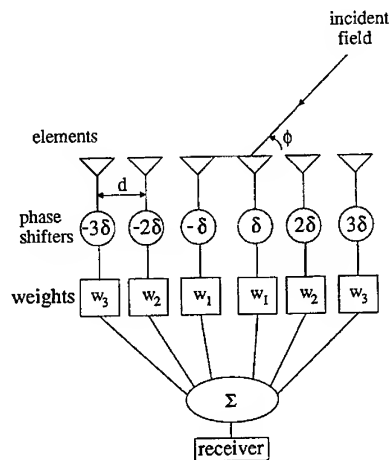 incident
field
elements
ϕ
d
phase
shifters
-3δ -2δ -δ δ 2δ 3δ
weights
w₃ w₂ w₁ w₁ w₂ w₃
Σ
receiver